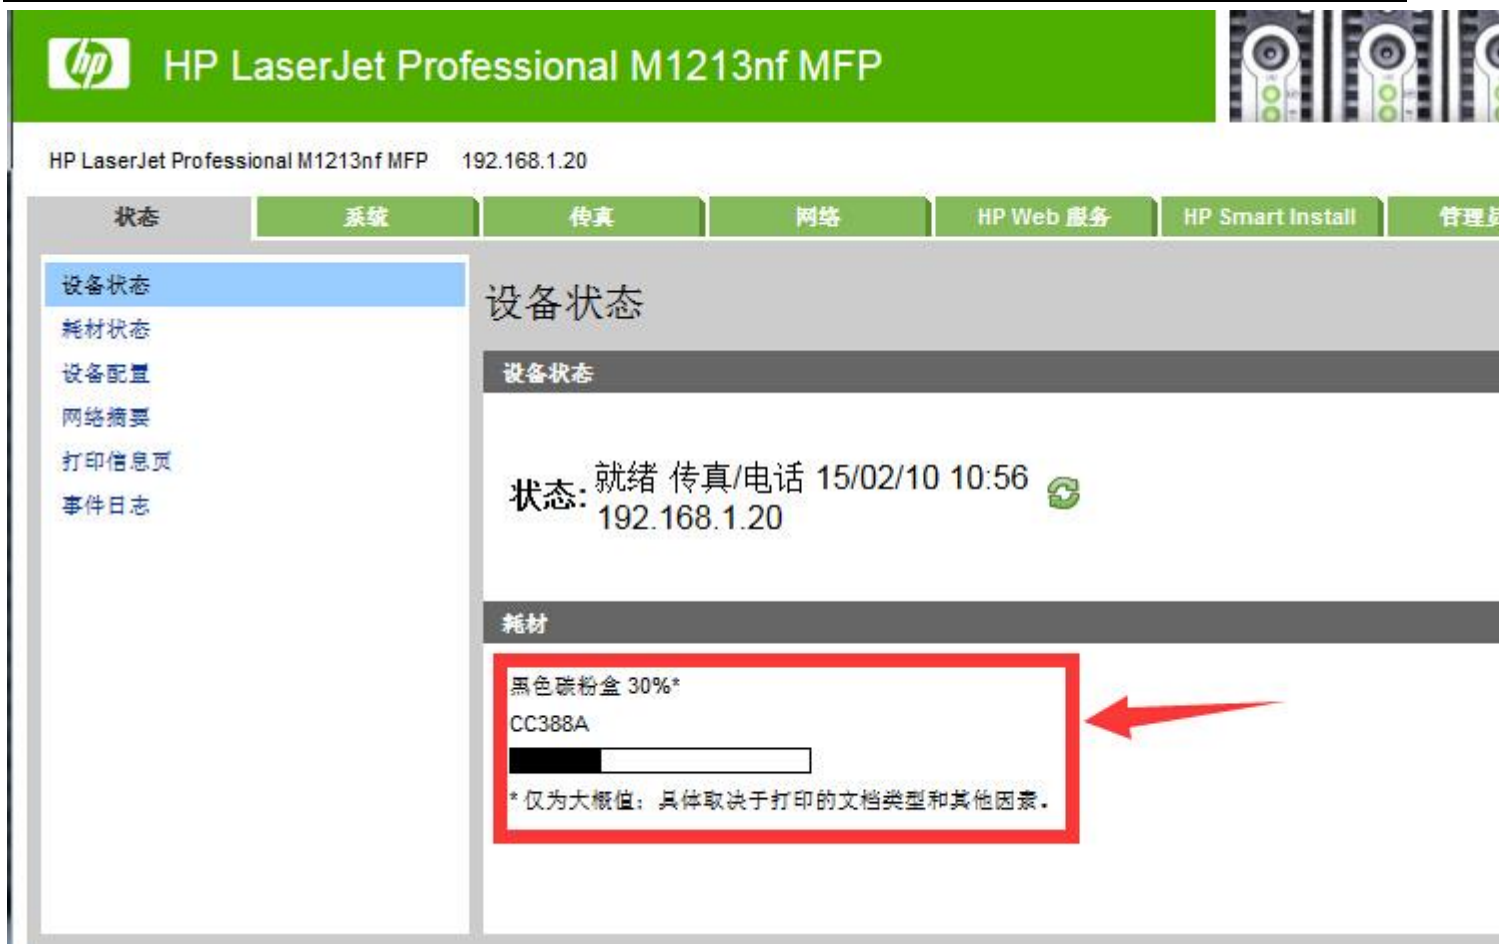 hp HP LaserJet Professional M1213nf MFP
HP LaserJet Professional M1213nf MFP 192.168.1.20
状态 系统 传真 网络 HP Web 服务 HP Smart Install 管理员
设备状态
耗材状态
设备配置
网络摘要
打印信息页
事件日志
设备状态
设备状态
状态: 就绪 传真/电话 15/02/10 10:56
192.168.1.20
耗材
黑色碳粉盒 30%*
CC388A
* 仅为大概值；具体取决于打印的文档类型和其他因素。